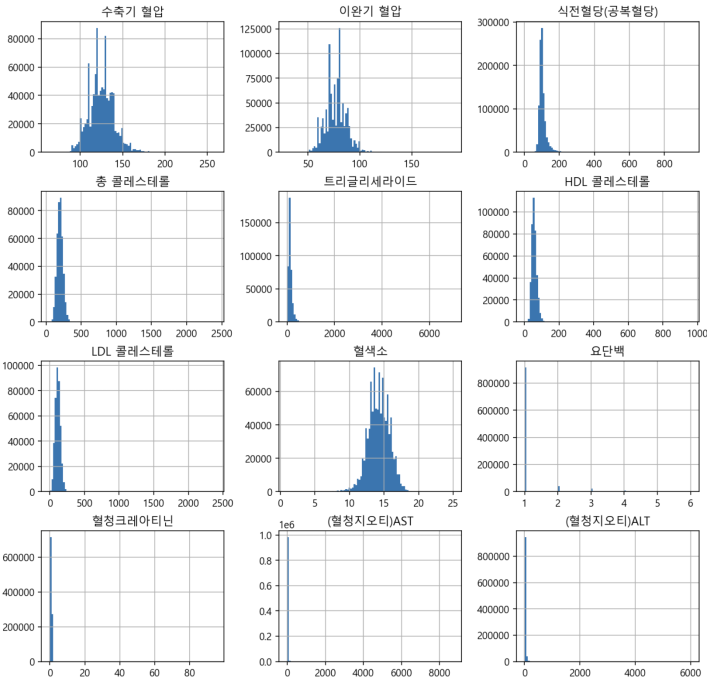 수축기 혈압 이완기 혈압 식전혈당(공복혈당)
80000 60000 40000 20000 0
100 150 200 250
125000 100000 75000 50000 25000 0
50 100 150
300000 200000 100000 0
200 400 600 800
총 콜레스테롤 트리글리세라이드 HDL 콜레스테롤
80000 60000 40000 20000 0
0 500 1000 1500 2000 2500
150000 100000 50000 0
0 2000 4000 6000
100000 80000 60000 40000 20000 0
0 200 400 600 800 1000
LDL 콜레스테롤 혈색소 요단백
100000 80000 60000 40000 20000 0
0 500 1000 1500 2000 2500
60000 40000 20000 0
0 5 10 15 20 25
800000 600000 400000 200000 0
1 2 3 4 5 6
혈청크레아티닌 (혈청지오티)AST (혈청지오티)ALT
600000 400000 200000 0
0 20 40 60 80
1e6
1.0 0.8 0.6 0.4 0.2 0.0
0 2000 4000 6000 8000
800000 600000 400000 200000 0
0 2000 4000 6000